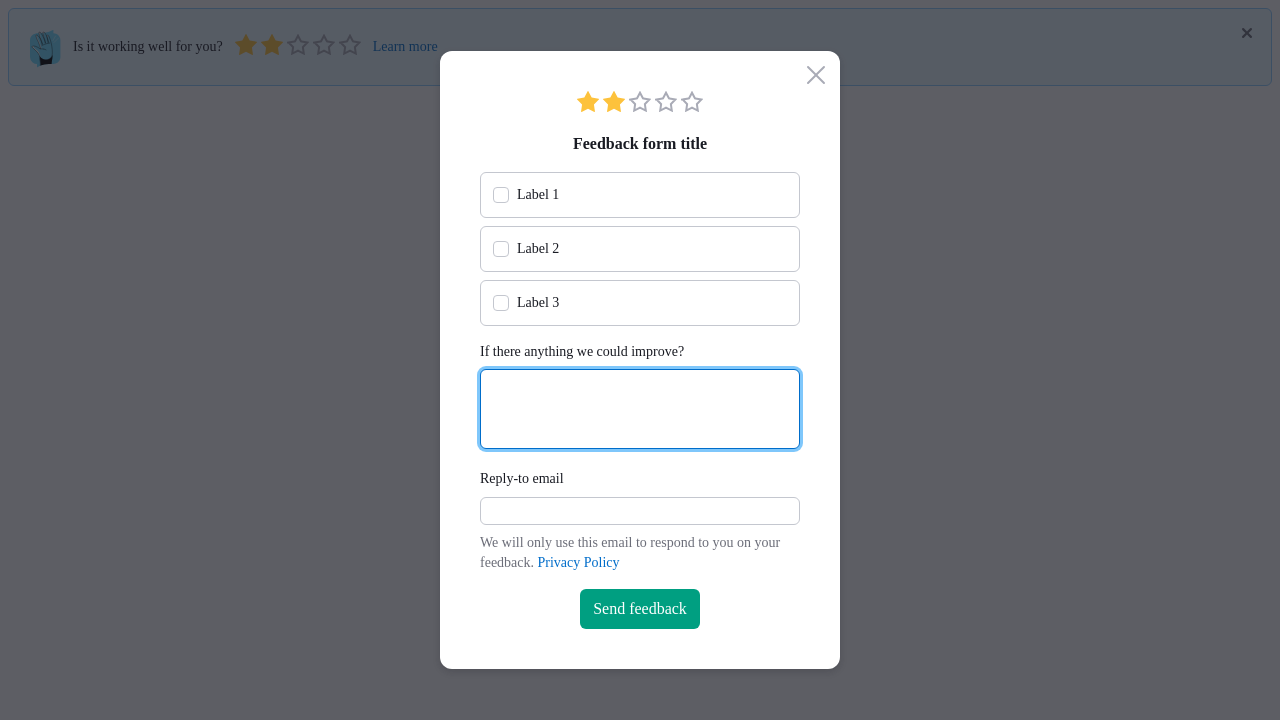 Is it working well for you? Learn more
Feedback form title
Label 1
Label 2
Label 3
If there anything we could improve?
Reply-to email
We will only use this email to respond to you on your
feedback. Privacy Policy
Send feedback